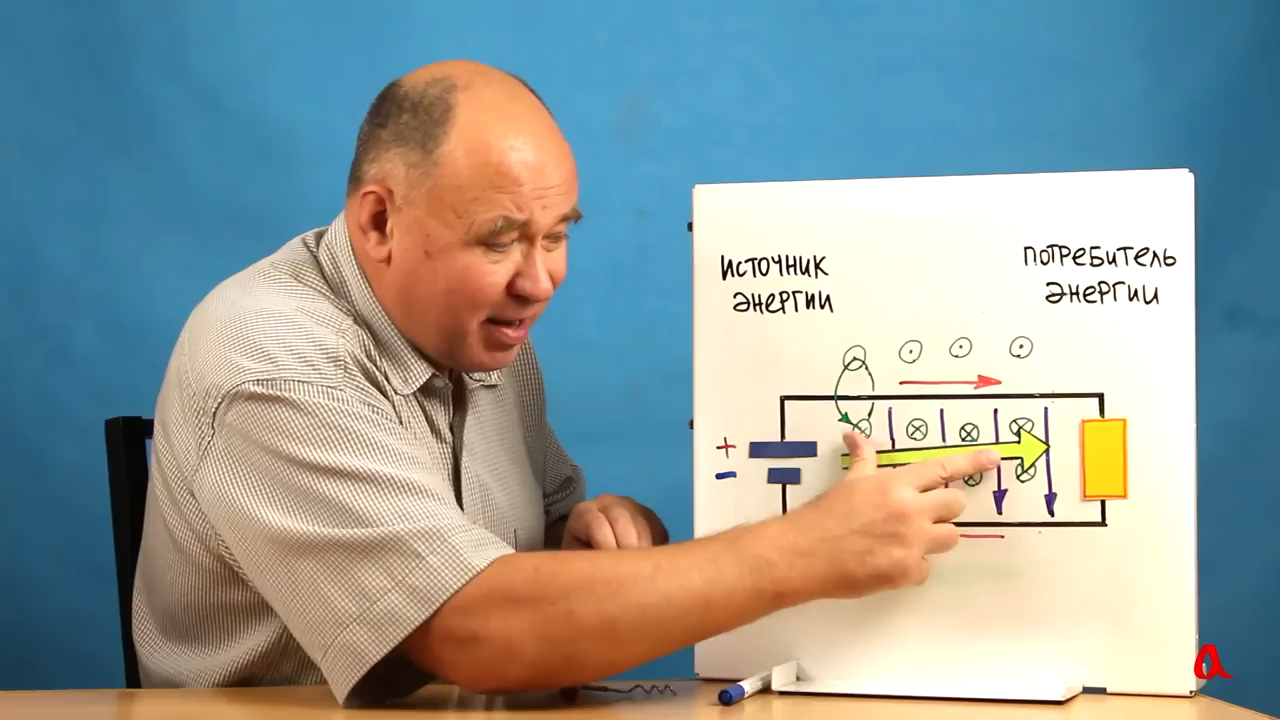 ИСТОЧНИК
ЭНЕРГИИ
ПОТРЕБИТЕЛЬ
ЭНЕРГИИ
+
-
a